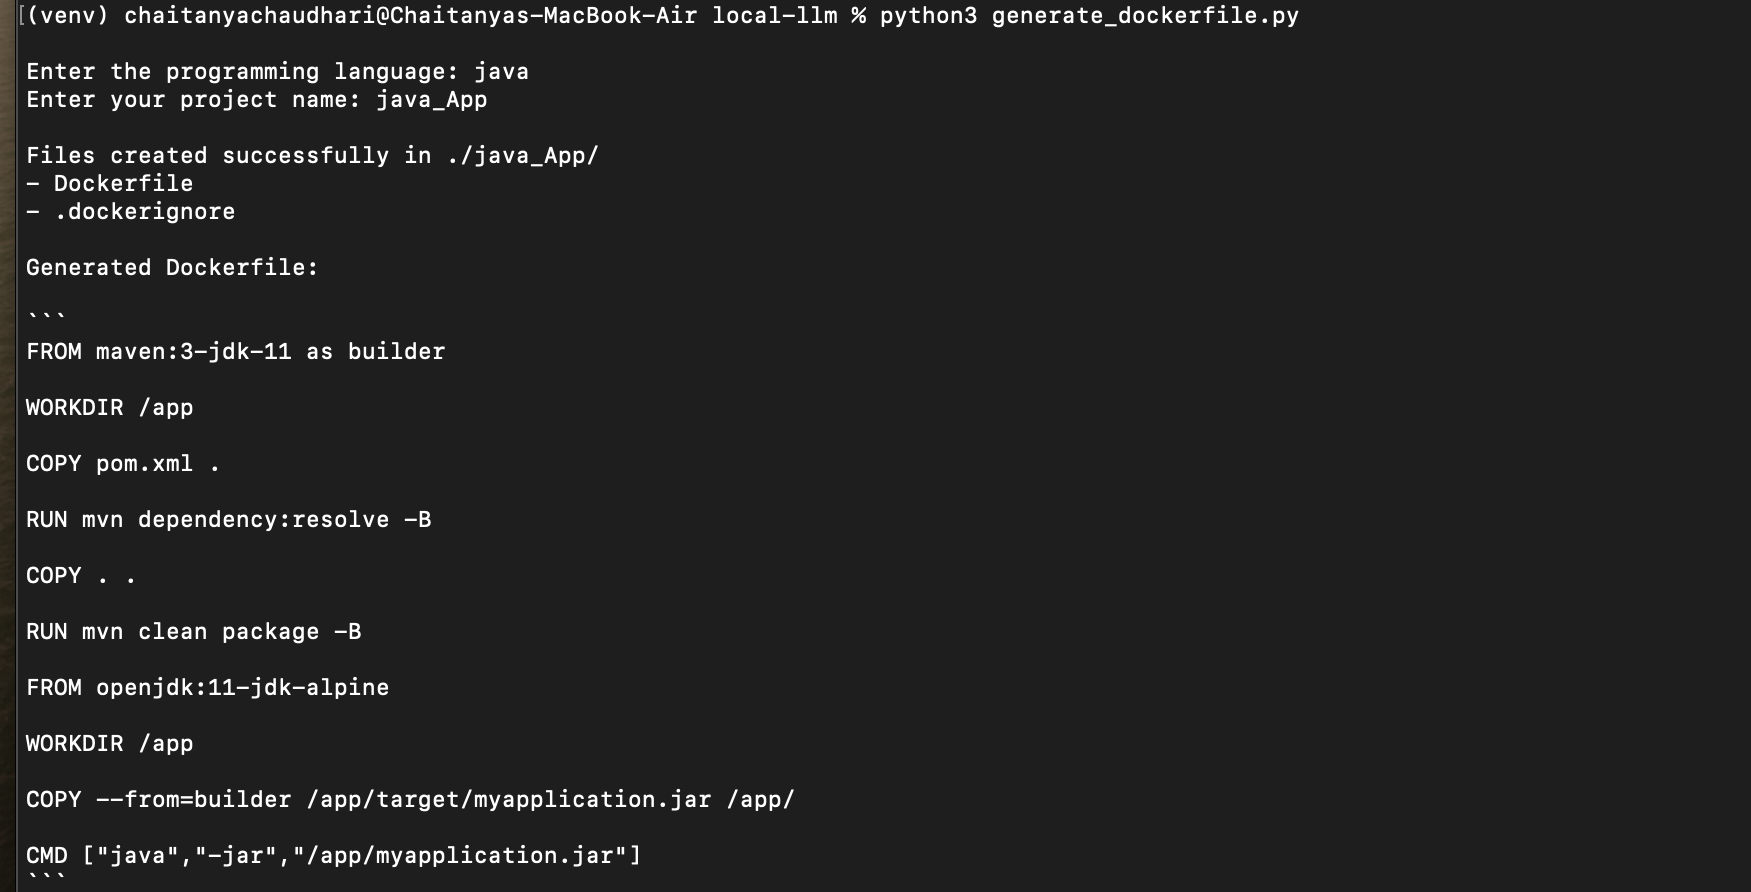 [(venv) chaitanyachaudhari@Chaitanyas-MacBook-Air local-llm % python3 generate_dockerfile.py
Enter the programming language: java
Enter your project name: java_App
Files created successfully in ./java_App/
- Dockerfile
- .dockerignore
Generated Dockerfile:
```
FROM maven:3-jdk-11 as builder
WORKDIR /app
COPY pom.xml .
RUN mvn dependency:resolve -B
COPY . .
RUN mvn clean package -B
FROM openjdk:11-jdk-alpine
WORKDIR /app
COPY --from=builder /app/target/myapplication.jar /app/
CMD ["java","-jar","/app/myapplication.jar"]
```